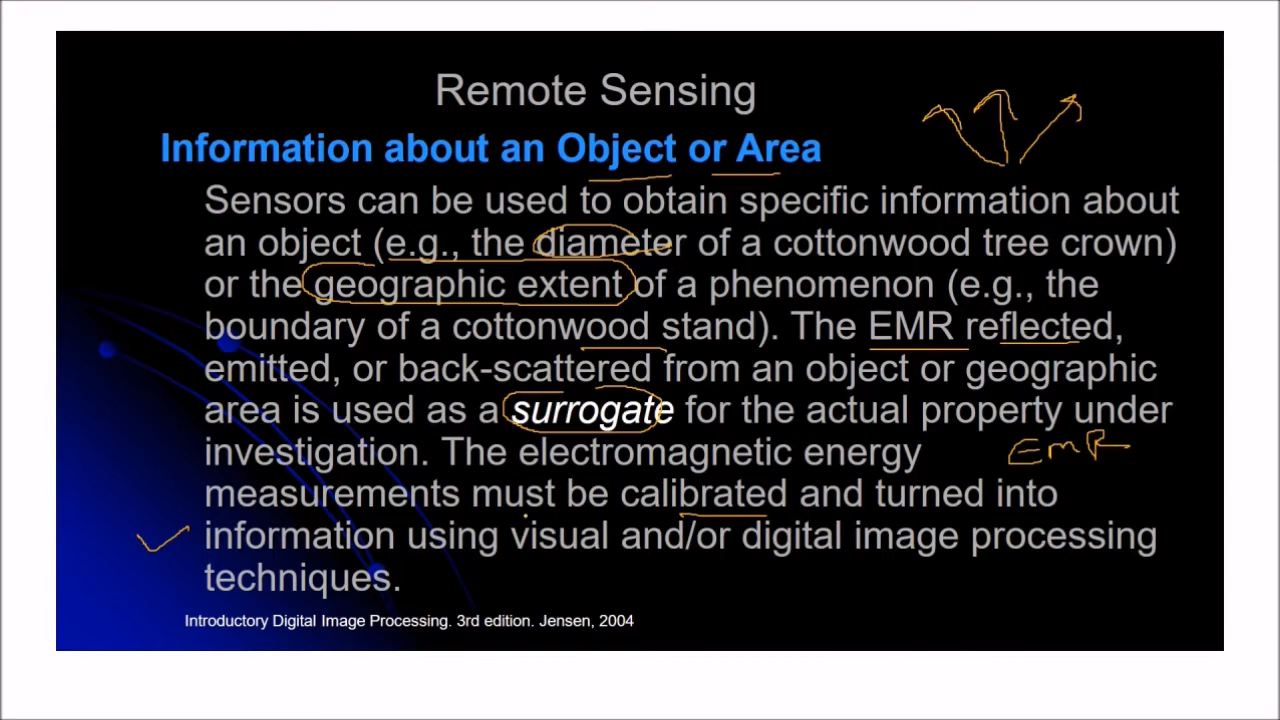 Remote Sensing
Information about an Object or Area
Sensors can be used to obtain specific information about
an object (e.g., the diameter of a cottonwood tree crown)
or the geographic extent of a phenomenon (e.g., the
boundary of a cottonwood stand). The EMR reflected,
emitted, or back-scattered from an object or geographic
area is used as a surrogate for the actual property under
investigation. The electromagnetic energy
EMR
measurements must be calibrated and turned into
information using visual and/or digital image processing
techniques.
Introductory Digital Image Processing. 3rd edition. Jensen, 2004